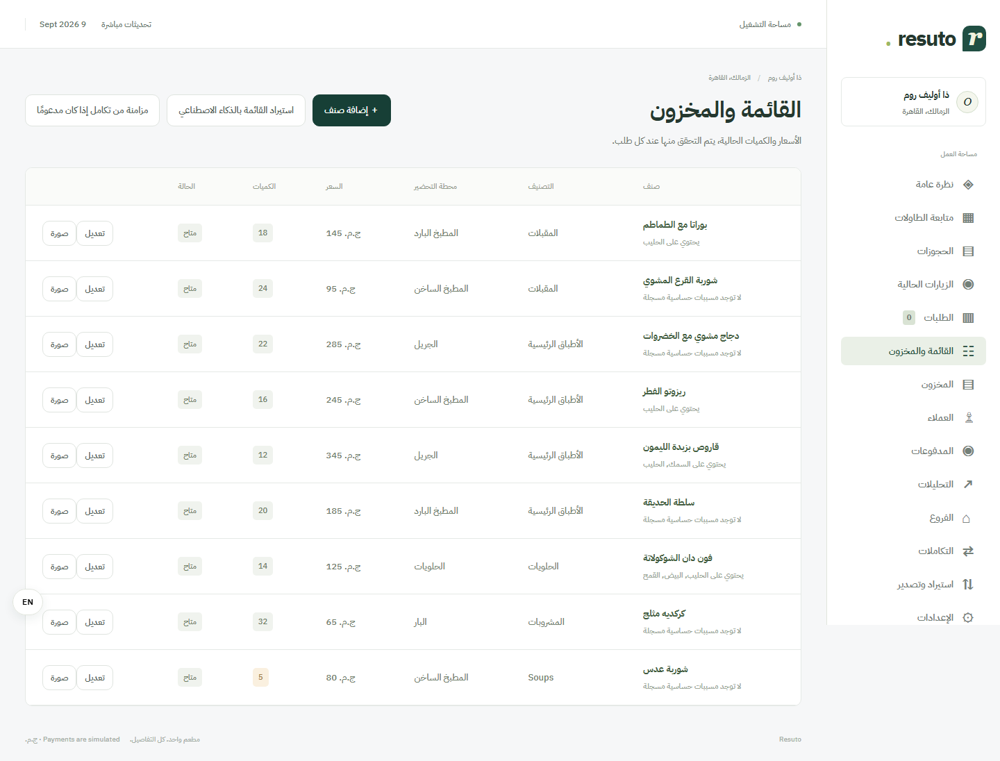 r resuto.
O
ذا أوليف روم
الزمالك، القاهرة
مساحة العمل
نظرة عامة
متابعة الطاولات
الحجوزات
الزيارات الحالية
الطلبات 0
القائمة والمخزون
المخزون
العملاء
المدفوعات
التحليلات
الفروع
التكاملات
استيراد وتصدير
الإعدادات
مساحة التشغيل
تحديثات مباشرة
9 Sept 2026
ذا أوليف روم / الزمالك، القاهرة
القائمة والمخزون
الأسعار والكميات الحالية، يتم التحقق منها عند كل طلب.
+ إضافة صنف
استيراد القائمة بالذكاء الاصطناعي
مزامنة من تكامل إذا كان مدعومًا
صنف التصنيف محطة التحضير السعر الكميات الحالة
بوراتا مع الطماطم
يحتوي على الحليب
المقبلات المطبخ البارد ج.م. 145 18 متاح تعديل صورة
شوربة القرع المشوي
لا توجد مسببات حساسية مسجلة
المقبلات المطبخ الساخن ج.م. 95 24 متاح تعديل صورة
دجاج مشوي مع الخضروات
لا توجد مسببات حساسية مسجلة
الأطباق الرئيسية الجريل ج.م. 285 22 متاح تعديل صورة
ريزوتو الفطر
يحتوي على الحليب
الأطباق الرئيسية المطبخ الساخن ج.م. 245 16 متاح تعديل صورة
قاروص بزبدة الليمون
يحتوي على السمك, الحليب
الأطباق الرئيسية الجريل ج.م. 345 12 متاح تعديل صورة
سلطة الحديقة
لا توجد مسببات حساسية مسجلة
الأطباق الرئيسية المطبخ البارد ج.م. 185 20 متاح تعديل صورة
فون دان الشوكولاتة
يحتوي على الحليب, البيض, القمح
الحلويات الحلويات ج.م. 125 14 متاح تعديل صورة
كركديه مثلج
لا توجد مسببات حساسية مسجلة
المشروبات البار ج.م. 65 32 متاح تعديل صورة
شوربة عدس
لا توجد مسببات حساسية مسجلة
Soups المطبخ الساخن ج.م. 80 5 متاح تعديل صورة
EN
Resuto
مطعم واحد. كل التفاصيل.
ج.م. · Payments are simulated